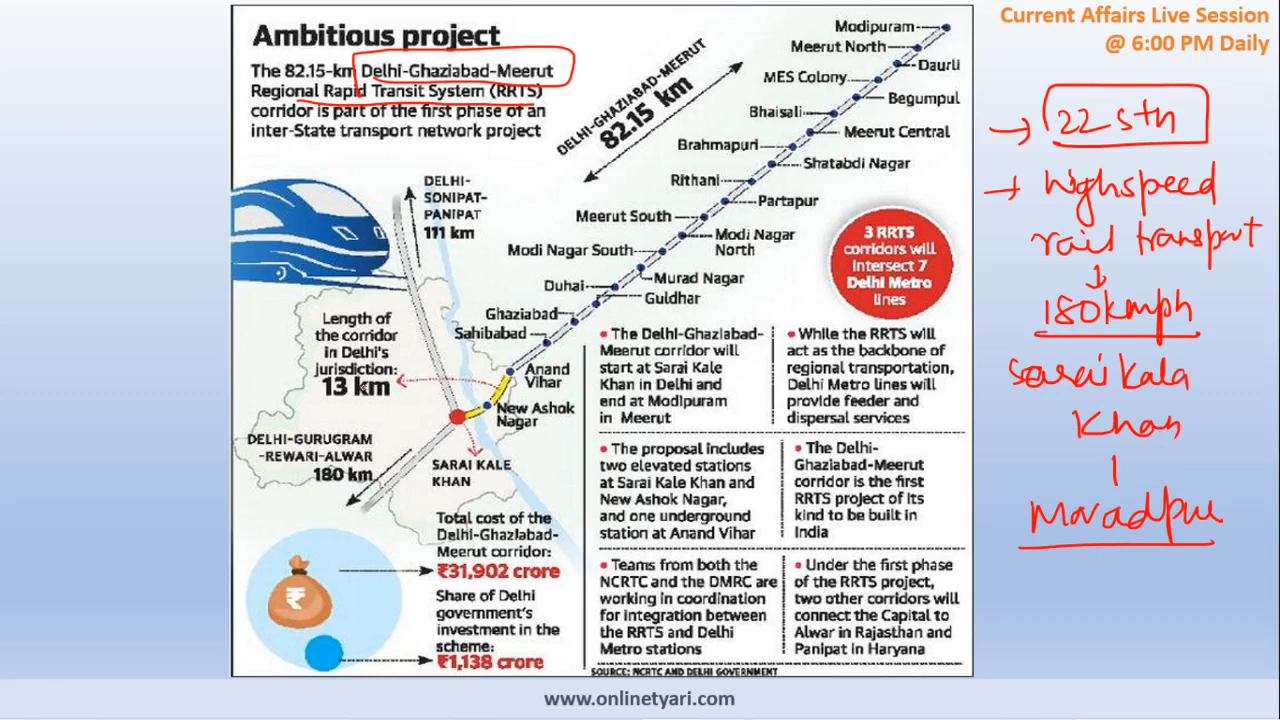 Current Affairs Live Session
@ 6:00 PM Daily
Ambitious project
The 82.15-km Delhi-Ghaziabad-Meerut
Regional Rapid Transit System (RRTS)
corridor is part of the first phase of an
inter-State transport network project
DELHI-GHAZIABAD-MEERUT
82.15 km
Modipuram
Meerut North
Daurli
MES Colony
Begumpul
Bhaisali
Meerut Central
Brahmapuri
Shatabdi Nagar
Rithani
Partapur
Meerut South
Modi Nagar
North
Modi Nagar South
Murad Nagar
Duhai
Guldhar
Ghaziabad
Sahibabad
Anand
Vihar
New Ashok
Nagar
SARAI KALE
KHAN
DELHI-
SONIPAT-
PANIPAT
111 km
Length of
the corridor
in Delhi's
jurisdiction:
13 km
DELHI-GURUGRAM
-REWARI-ALWAR
180 km
3 RRTS
corridors will
intersect 7
Delhi Metro
lines
Total cost of the
Delhi-Ghaziabad-
Meerut corridor:
₹31,902 crore
Share of Delhi
government's
investment in the
scheme:
₹1,138 crore
₹
• The Delhi-Ghaziabad-
Meerut corridor will
start at Sarai Kale
Khan in Delhi and
end at Modipuram
in Meerut
• While the RRTS will
act as the backbone of
regional transportation,
Delhi Metro lines will
provide feeder and
dispersal services
• The proposal includes
two elevated stations
at Sarai Kale Khan and
New Ashok Nagar,
and one underground
station at Anand Vihar
• The Delhi-
Ghaziabad-Meerut
corridor is the first
RRTS project of its
kind to be built in
India
• Teams from both the
NCRTC and the DMRC are
working in coordination
for integration between
the RRTS and Delhi
Metro stations
• Under the first phase
of the RRTS project,
two other corridors will
connect the Capital to
Alwar in Rajasthan and
Panipat in Haryana
SOURCE: NCRTC AND DELHI GOVERNMENT
→ 22 stn
→ highspeed
rail transport
↓
180kmph
Sarai Kala
Khan
www.onlinetyari.com